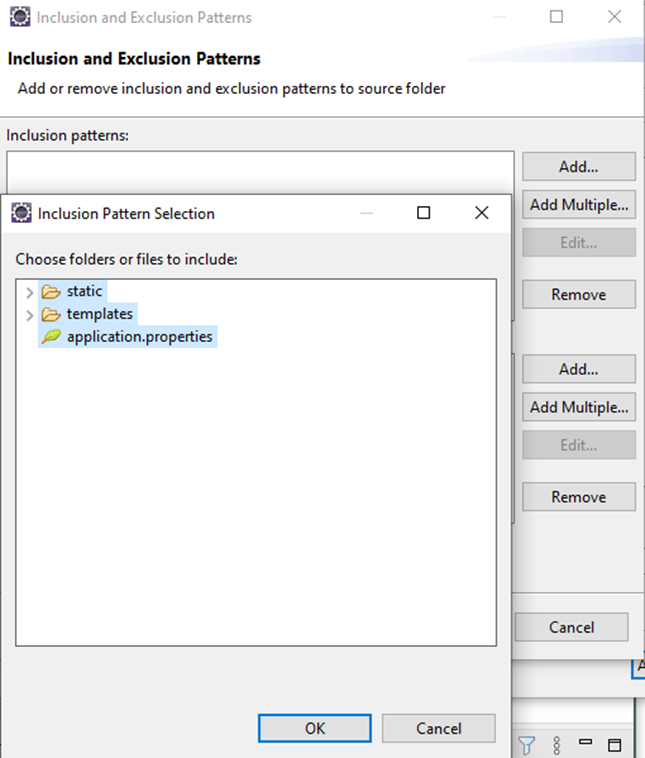 Inclusion and Exclusion Patterns
Inclusion and Exclusion Patterns
Add or remove inclusion and exclusion patterns to source folder
Inclusion patterns:
Add...
Add Multiple...
Edit...
Remove
Inclusion Pattern Selection
Choose folders or files to include:
static
templates
application.properties
Add...
Add Multiple...
Edit...
Remove
Cancel
OK
Cancel